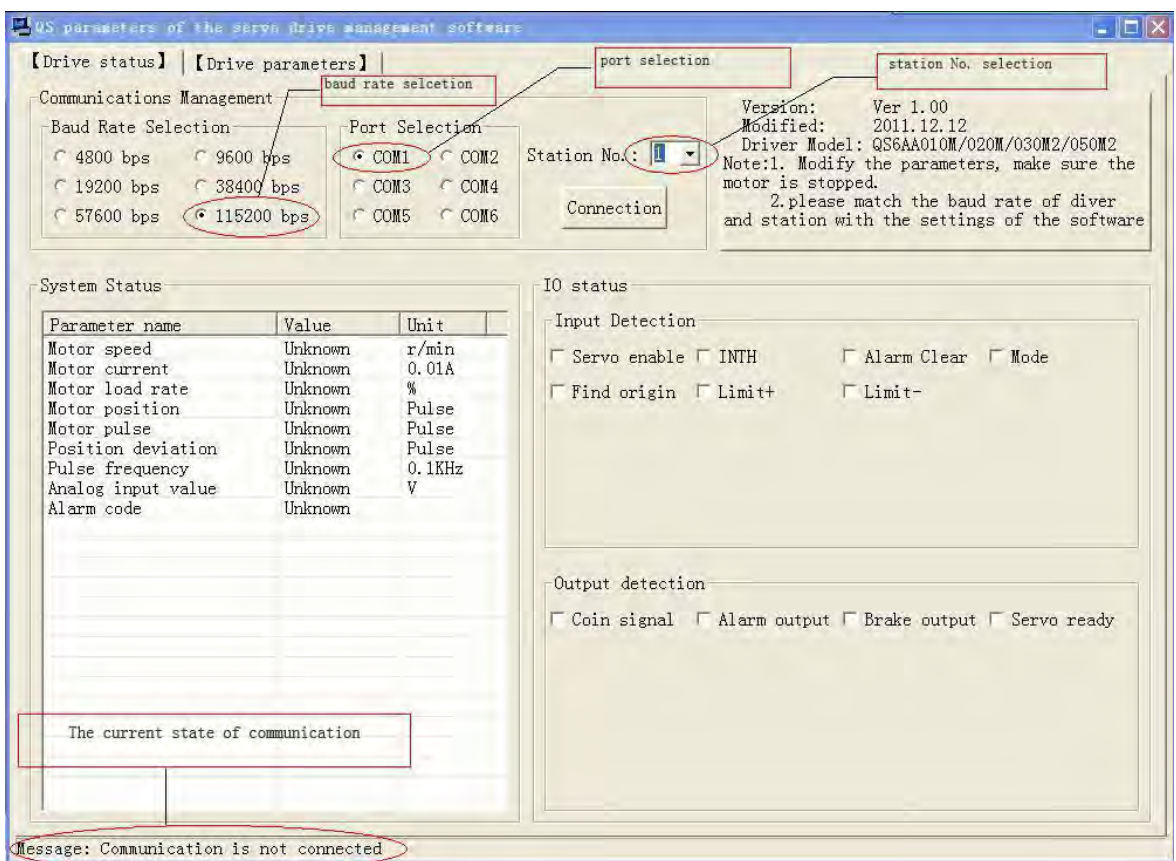 QS parameters of the servo drive management software
【Drive status】 【Drive parameters】
port selection
station No. selection
baud rate selcetion
Communications Management
Baud Rate Selection
4800 bps 9600 bps
19200 bps 38400 bps
57600 bps 115200 bps
Port Selection
COM1 COM2
COM3 COM4
COM5 COM6
Station No.: 1
Connection
Version: Ver 1.00
Modified: 2011.12.12
Driver Model: QS6AA010M/020M/030M2/050M2
Note:1. Modify the parameters, make sure the
motor is stopped.
2.please match the baud rate of diver
and station with the settings of the software
System Status
Parameter name Value Unit
Motor speed Unknown r/min
Motor current Unknown 0.01A
Motor load rate Unknown %
Motor position Unknown Pulse
Motor pulse Unknown Pulse
Position deviation Unknown Pulse
Pulse frequency Unknown 0.1KHz
Analog input value Unknown V
Alarm code Unknown
IO status
Input Detection
Servo enable INTH Alarm Clear Mode
Find origin Limit+ Limit-
Output detection
Coin signal Alarm output Brake output Servo ready
The current state of communication
Message: Communication is not connected